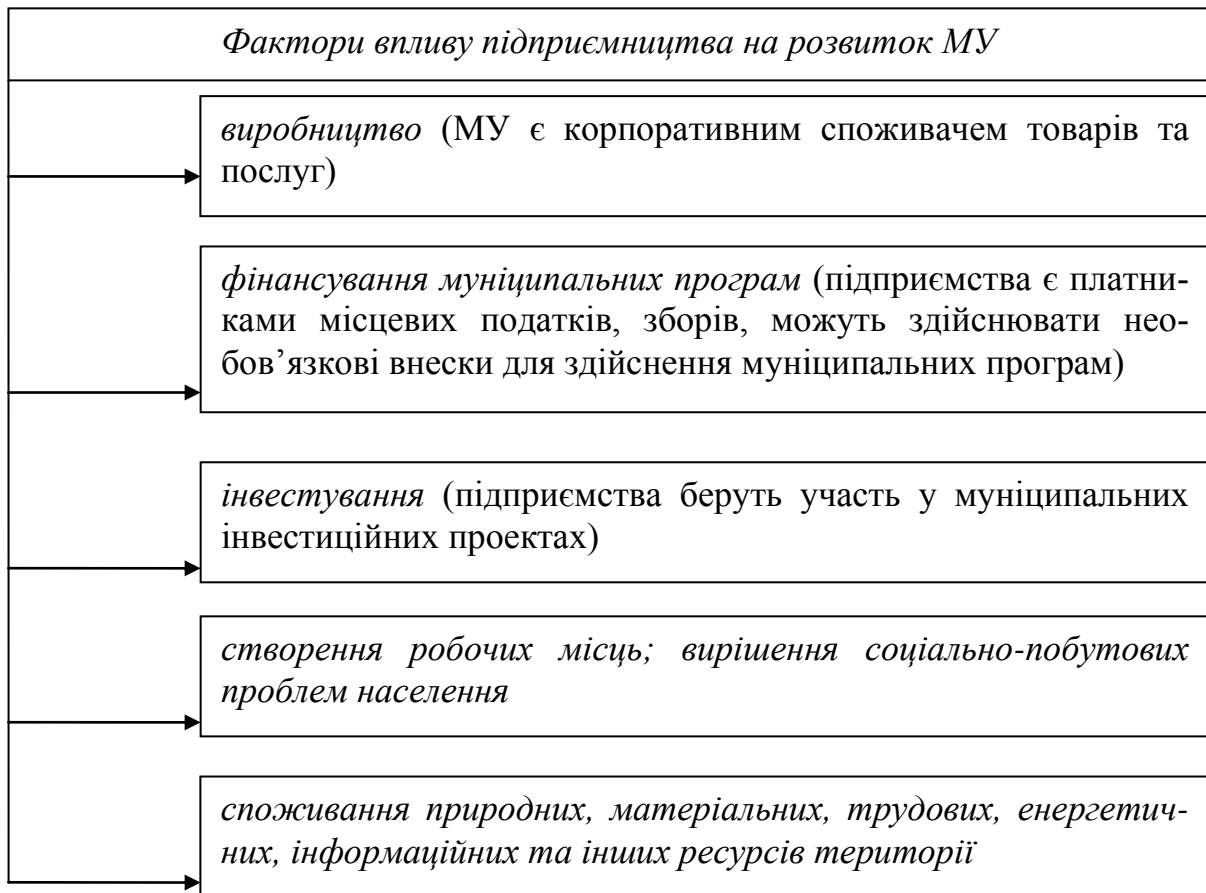 Фактори впливу підприємництва на розвиток МУ
виробництво (МУ є корпоративним споживачем товарів та
послуг)
фінансування муніципальних програм (підприємства є платни-
ками місцевих податків, зборів, можуть здійснювати не-
обов’язкові внески для здійснення муніципальних програм)
інвестування (підприємства беруть участь у муніципальних
інвестиційних проектах)
створення робочих місць; вирішення соціально-побутових
проблем населення
споживання природних, матеріальних, трудових, енергетич-
них, інформаційних та інших ресурсів території